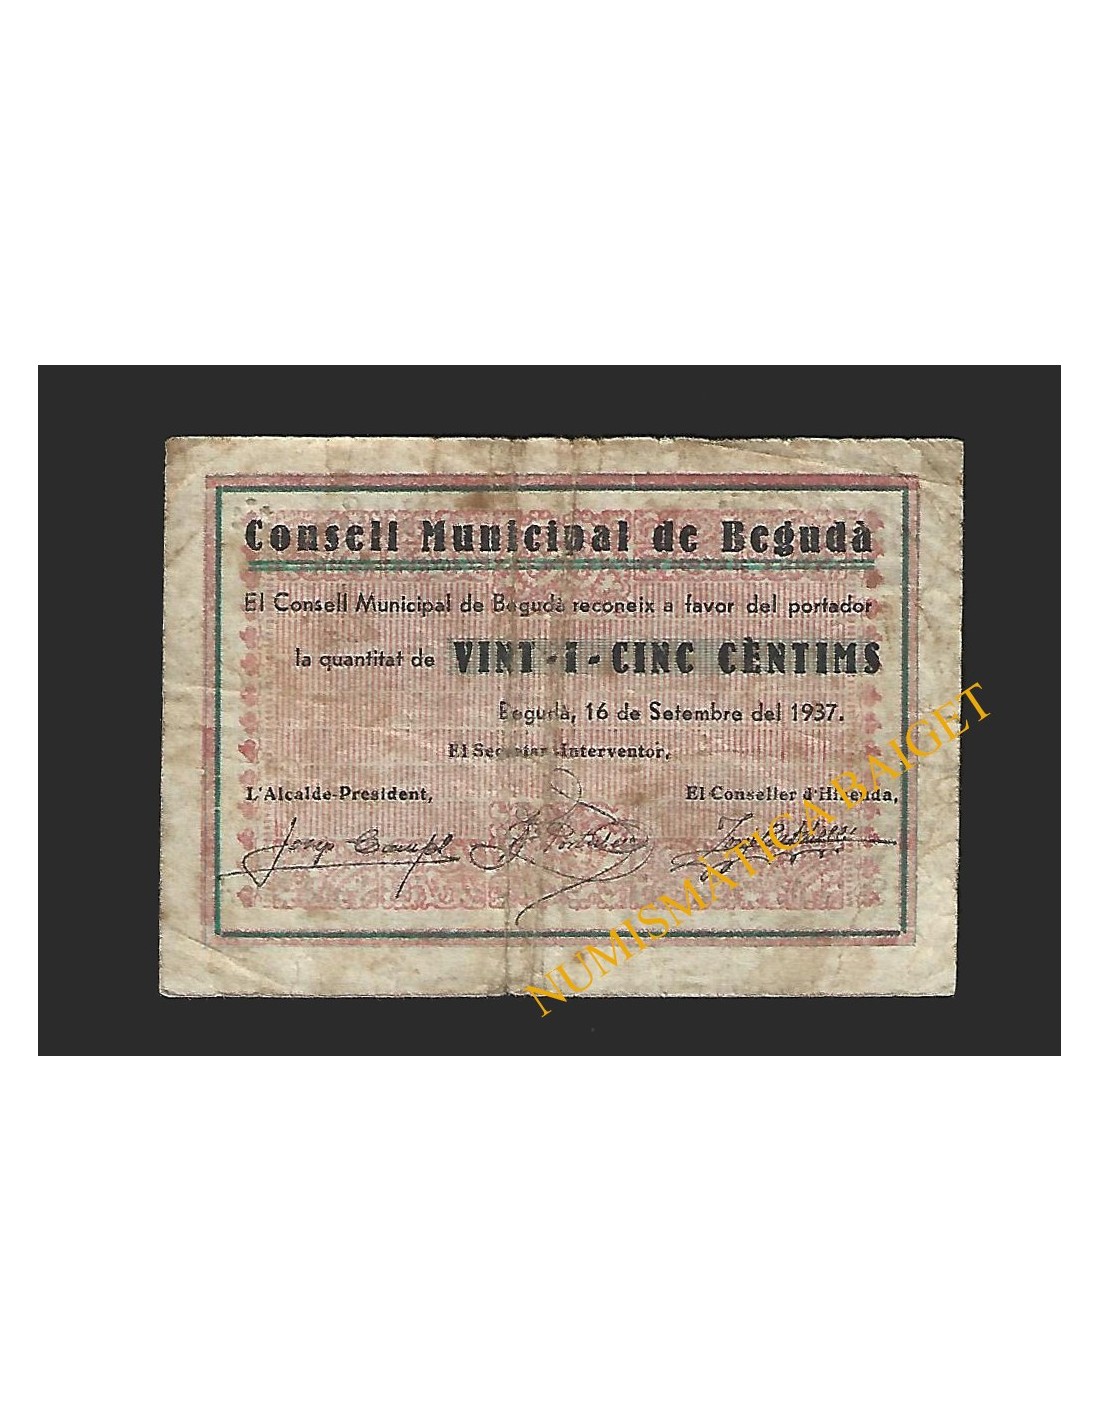 Consell Municipal de Begudà
El Consell Municipal de Begudà reconeix a favor del portador
la quantitat de VINT-I-CINC CÈNTIMS
Begudà, 16 de Setembre del 1937.
El Secretari-Interventor,
L'Alcalde-President, El Conseller d'Hisenda,
Josep
NUMISMÀTICA BAIGET